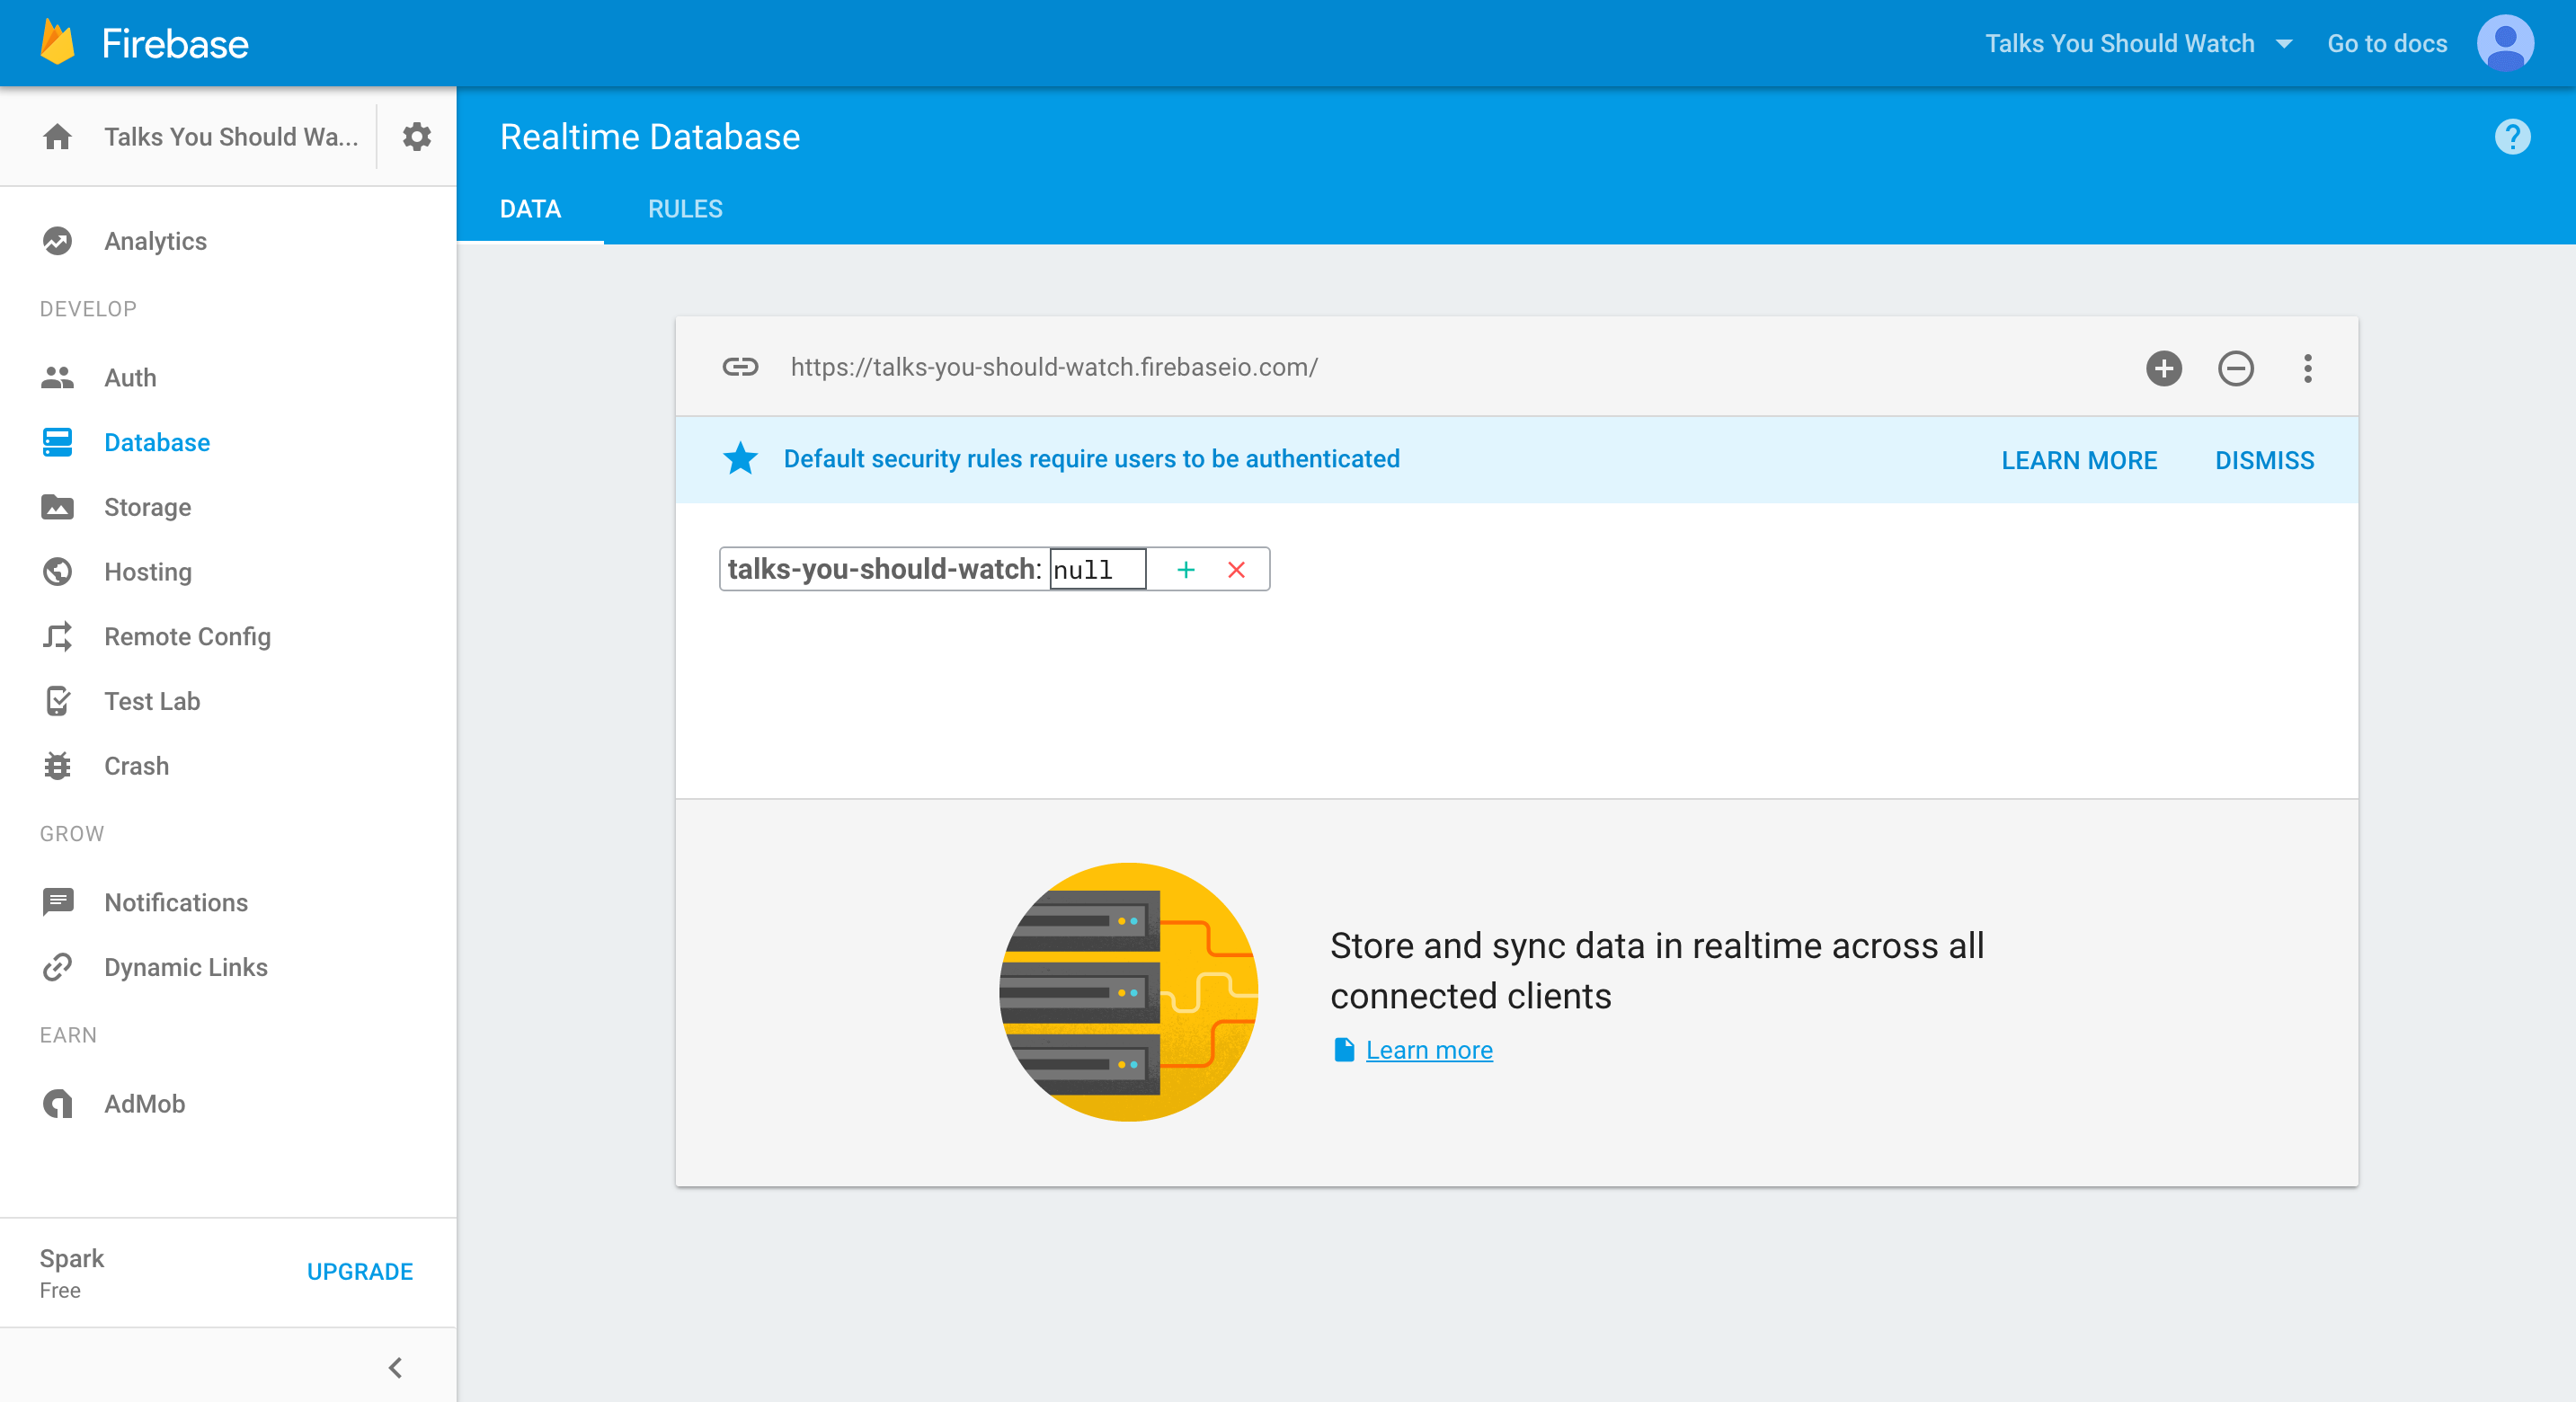 Firebase
Talks You Should Watch
Go to docs
Talks You Should Wa...
Analytics
DEVELOP
Auth
Database
Storage
Hosting
Remote Config
Test Lab
Crash
GROW
Notifications
Dynamic Links
EARN
AdMob
Spark
Free
UPGRADE
Realtime Database
DATA RULES
https://talks-you-should-watch.firebaseio.com/
Default security rules require users to be authenticated
LEARN MORE DISMISS
talks-you-should-watch: null
Store and sync data in realtime across all
connected clients
Learn more